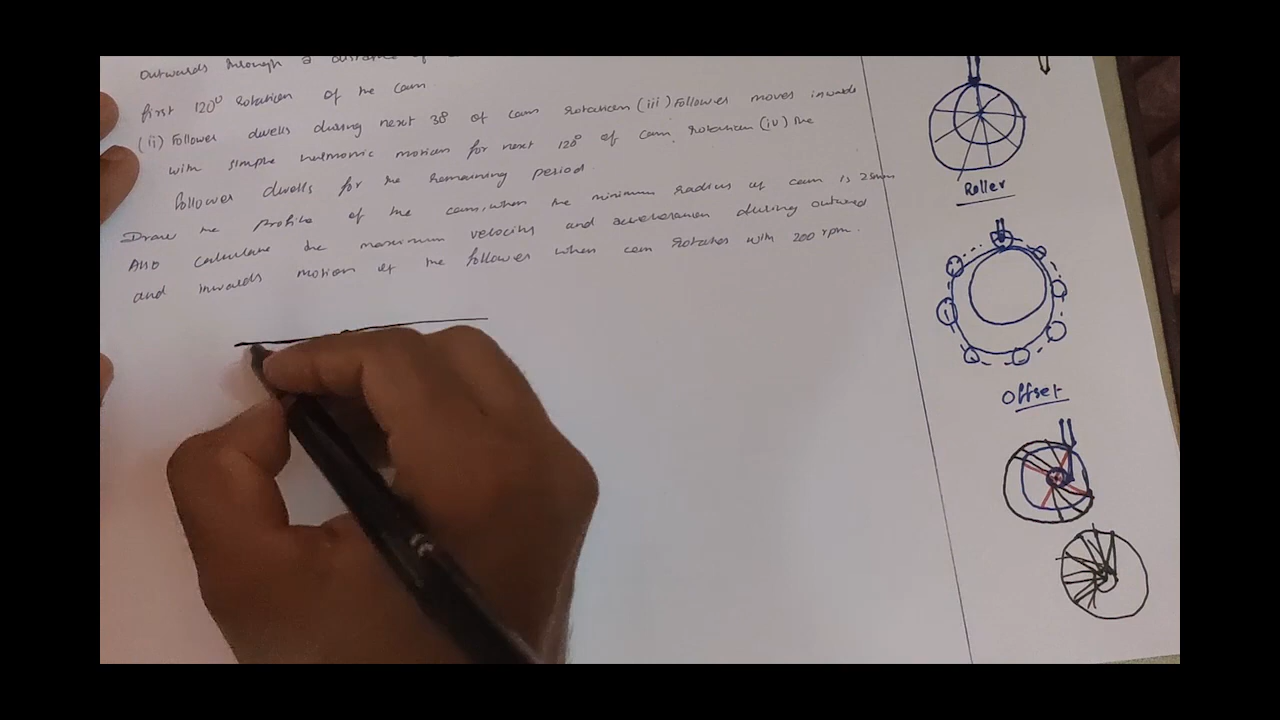 outwards through a distance of
first 120° rotation of the cam.
(ii) Follower dwells during next 30° of cam rotation (iii) Follower moves inwards
with simple harmonic motion for next 120° of cam rotation (iv) The
follower dwells for the remaining period.
Draw the profile of the cam, when the minimum radius of cam is 25mm
Also calculate the maximum velocity and acceleration during outward
and inwards motion of the follower when cam rotates with 200 rpm.
Roller
Offset